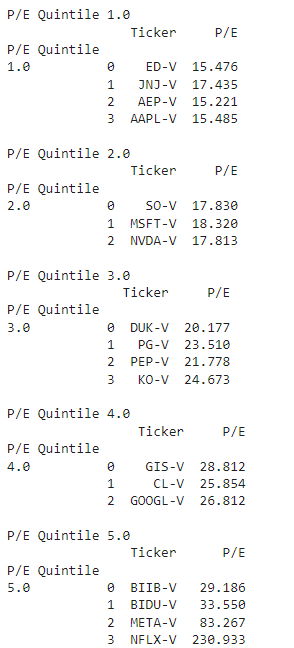 P/E Quintile 1.0
Ticker P/E
P/E Quintile
1.0 0 ED-V 15.476
1 JNJ-V 17.435
2 AEP-V 15.221
3 AAPL-V 15.485
P/E Quintile 2.0
Ticker P/E
P/E Quintile
2.0 0 SO-V 17.830
1 MSFT-V 18.320
2 NVDA-V 17.813
P/E Quintile 3.0
Ticker P/E
P/E Quintile
3.0 0 DUK-V 20.177
1 PG-V 23.510
2 PEP-V 21.778
3 KO-V 24.673
P/E Quintile 4.0
Ticker P/E
P/E Quintile
4.0 0 GIS-V 28.812
1 CL-V 25.854
2 GOOGL-V 26.812
P/E Quintile 5.0
Ticker P/E
P/E Quintile
5.0 0 BIIB-V 29.186
1 BIDU-V 33.550
2 META-V 83.267
3 NFLX-V 230.933